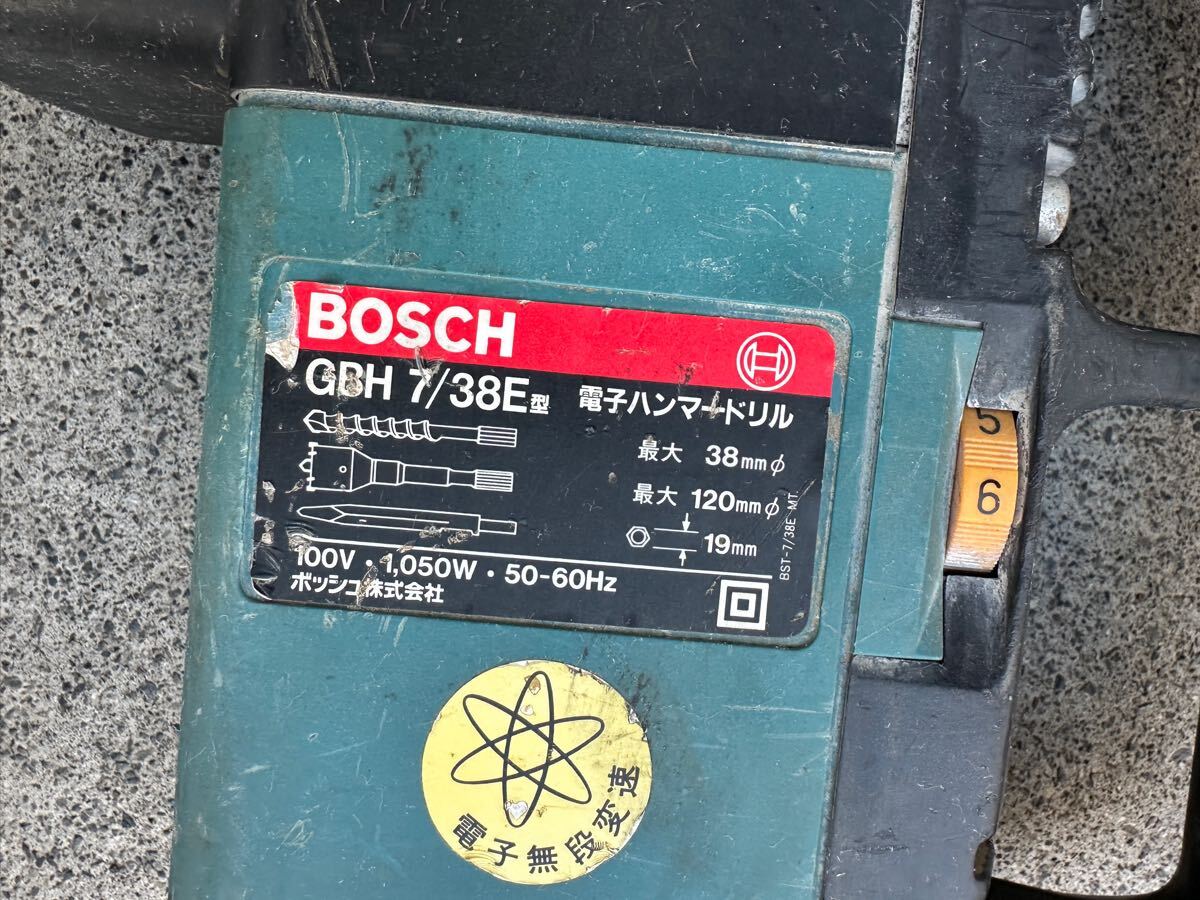 BOSCH
GBH 7/38E型 電子ハンマードリル
最大 38mmφ
最大 120mmφ
19mm
100V・1,050W・50-60Hz
ボッシュ株式会社
BST-7/38E MT
5
6
電子無段変速